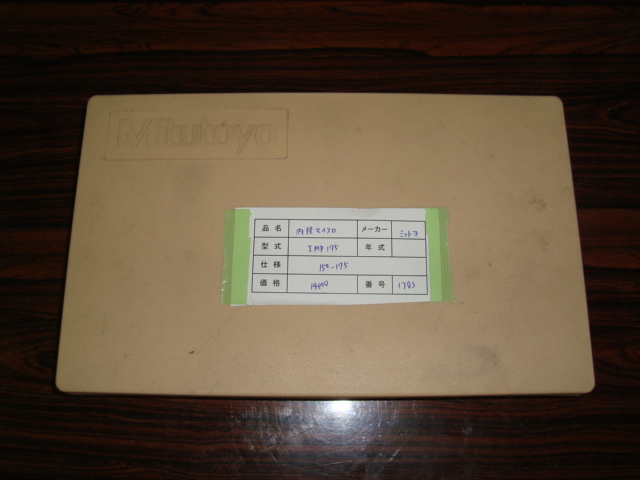 Mitutoyo
品名 内径マイクロ メーカー ミツトヨ
型式 IMP 175 年式
仕様 150-175
価格 14000 番号 1783